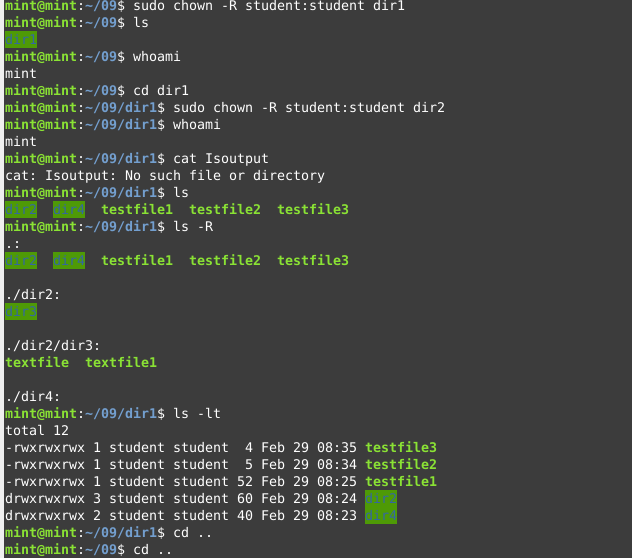 mint@mint:~/09$ sudo chown -R student:student dir1
mint@mint:~/09$ ls
dir1
mint@mint:~/09$ whoami
mint
mint@mint:~/09$ cd dir1
mint@mint:~/09/dir1$ sudo chown -R student:student dir2
mint@mint:~/09/dir1$ whoami
mint
mint@mint:~/09/dir1$ cat Isoutput
cat: Isoutput: No such file or directory
mint@mint:~/09/dir1$ ls
dir2  dir4  testfile1  testfile2  testfile3
mint@mint:~/09/dir1$ ls -R
.:
dir2  dir4  testfile1  testfile2  testfile3
./dir2:
dir3
./dir2/dir3:
textfile  textfile1
./dir4:
mint@mint:~/09/dir1$ ls -lt
total 12
-rwxrwxrwx 1 student student  4 Feb 29 08:35 testfile3
-rwxrwxrwx 1 student student  5 Feb 29 08:34 testfile2
-rwxrwxrwx 1 student student 52 Feb 29 08:25 testfile1
drwxrwxrwx 3 student student 60 Feb 29 08:24 dir2
drwxrwxrwx 2 student student 40 Feb 29 08:23 dir4
mint@mint:~/09/dir1$ cd ..
mint@mint:~/09$ cd ..